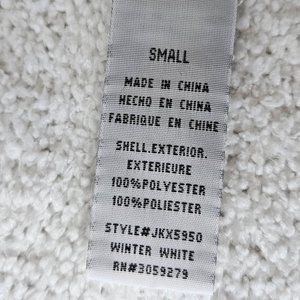 SMALL
MADE IN CHINA
HECHO EN CHINA
FABRIQUE EN CHINE
SHELL.EXTERIOR.
EXTERIEURE
100%POLYESTER
100%POLIESTER
STYLE#JKX5950
WINTER WHITE
RN#3059279